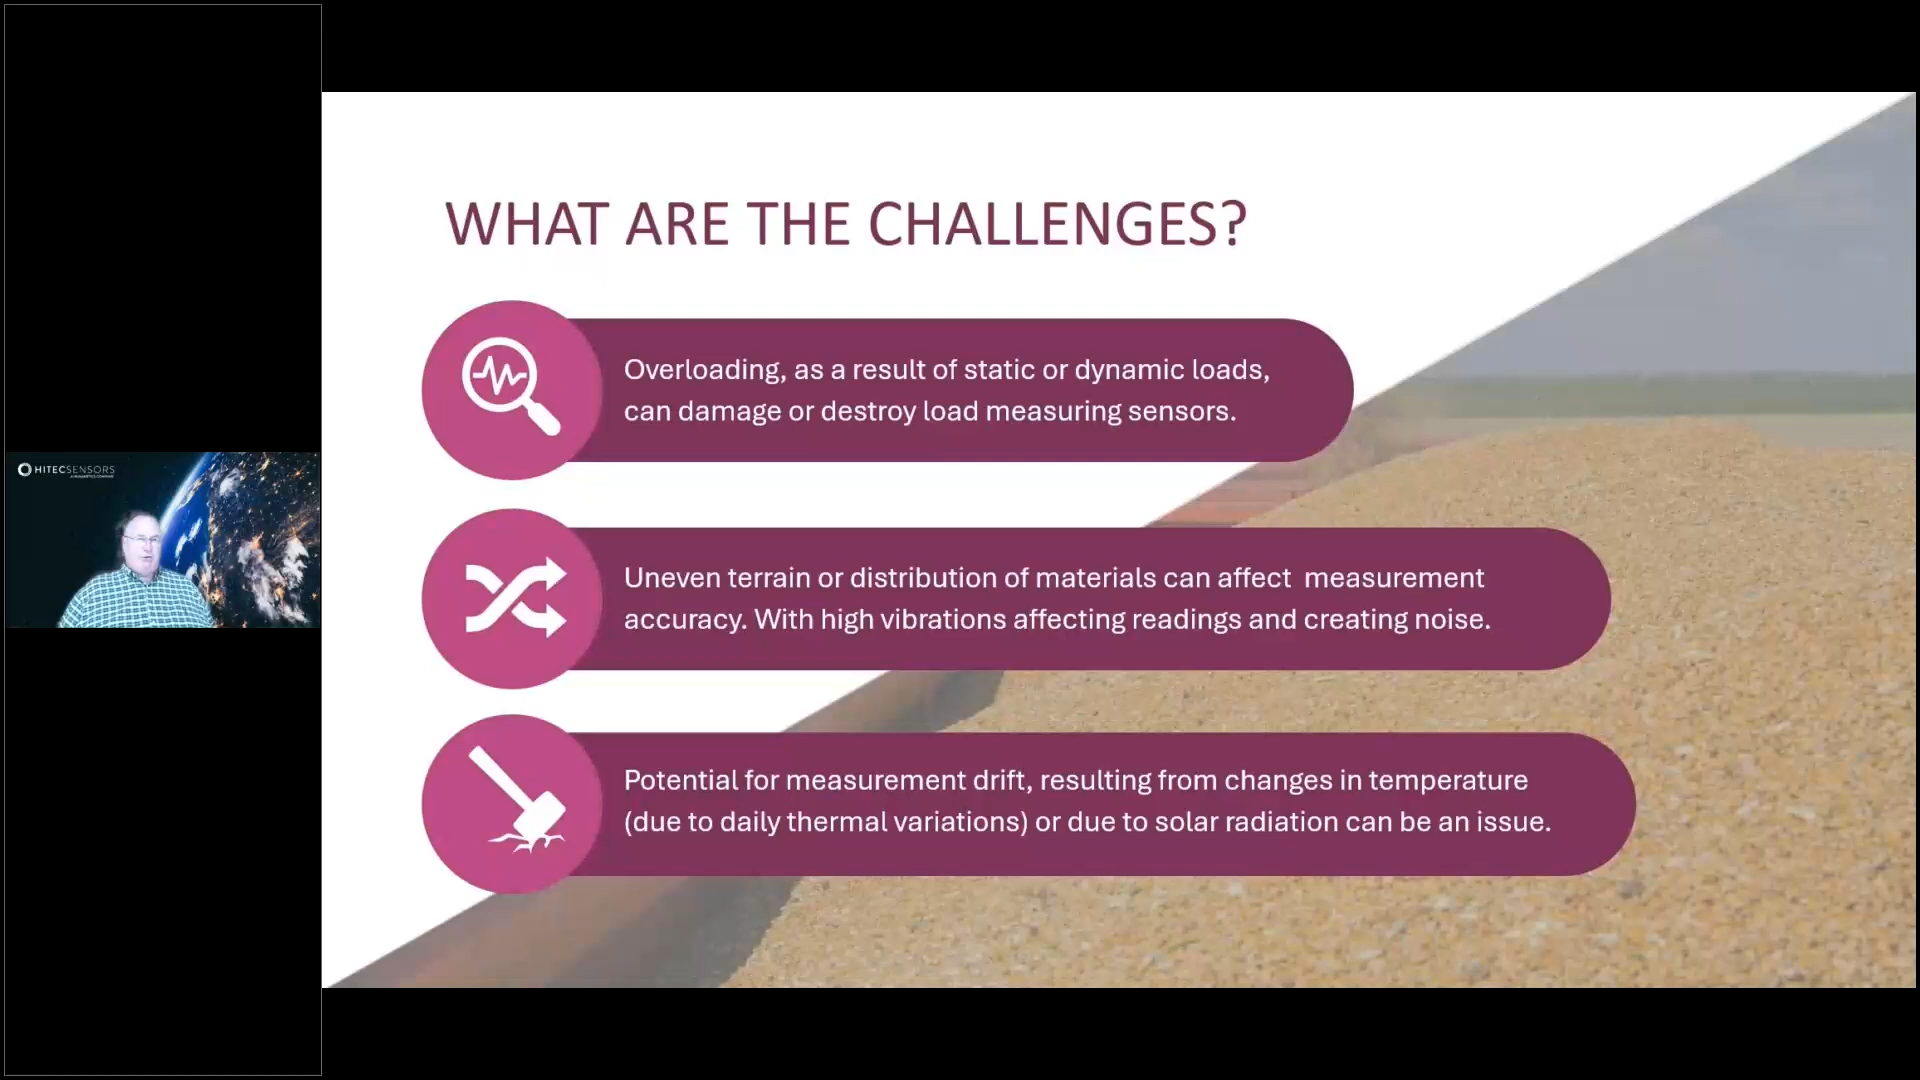 HITECSENSORS
WHAT ARE THE CHALLENGES?
Overloading, as a result of static or dynamic loads,
can damage or destroy load measuring sensors.
Uneven terrain or distribution of materials can affect measurement
accuracy. With high vibrations affecting readings and creating noise.
Potential for measurement drift, resulting from changes in temperature
(due to daily thermal variations) or due to solar radiation can be an issue.